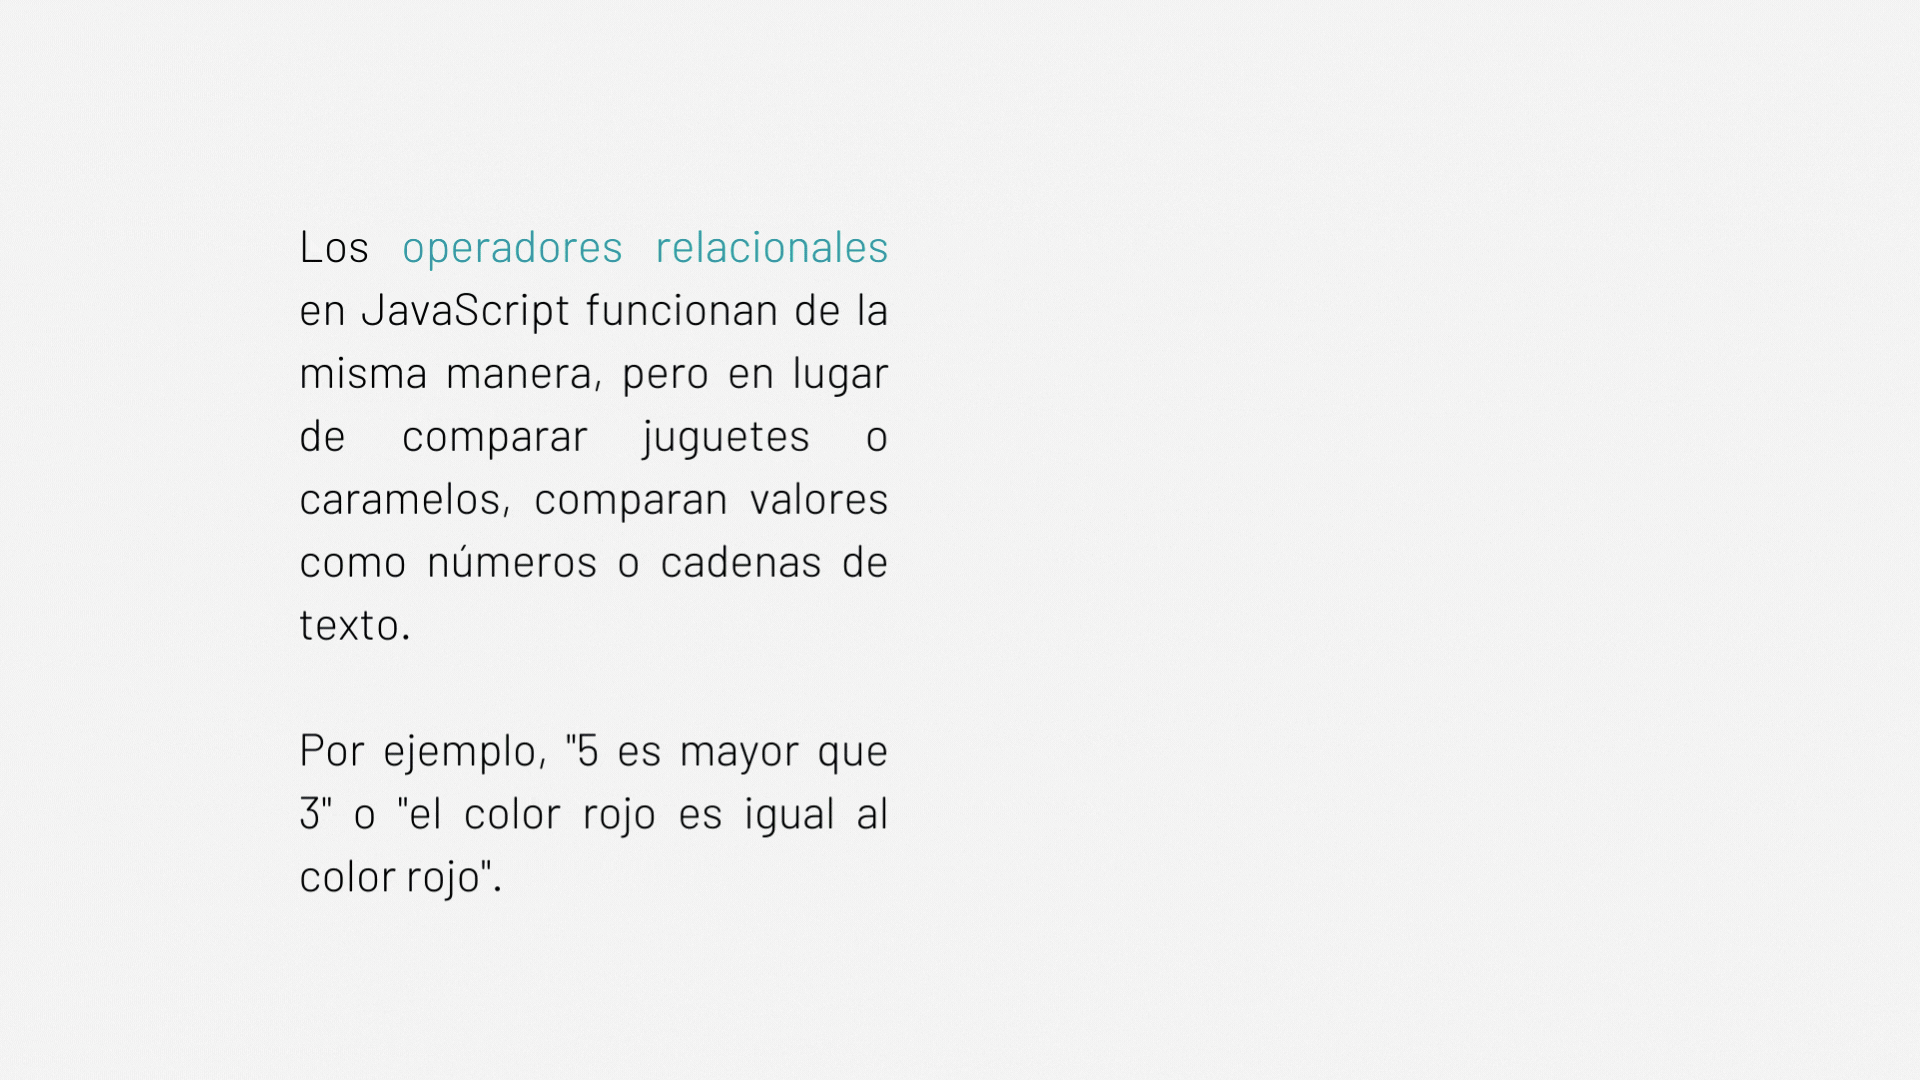 Los operadores relacionales
en JavaScript funcionan de la
misma manera, pero en lugar
de comparar juguetes o
caramelos, comparan valores
como números o cadenas de
texto.
Por ejemplo, "5 es mayor que
3" o "el color rojo es igual al
color rojo".